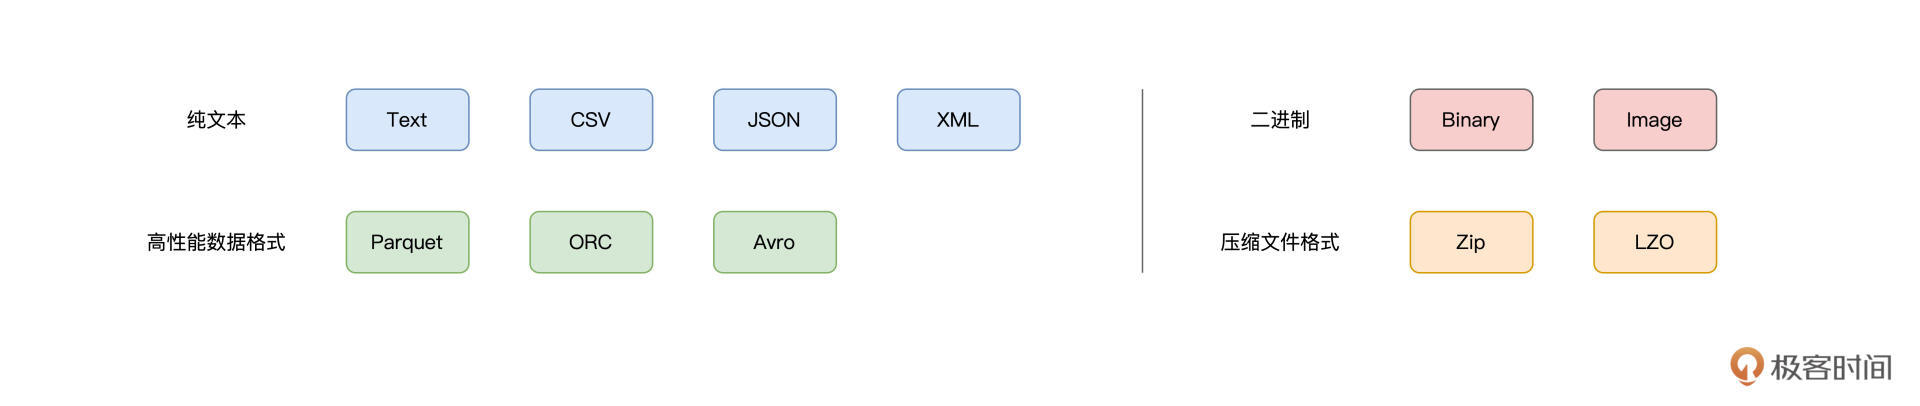 纯文本 Text CSV JSON XML
高性能数据格式 Parquet ORC Avro
二进制 Binary Image
压缩文件格式 Zip LZO
极客时间